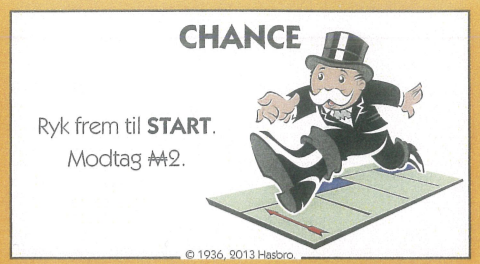 CHANCE
Ryk frem til START.
Modtag ₩2.
© 1936, 2013 Hasbro.